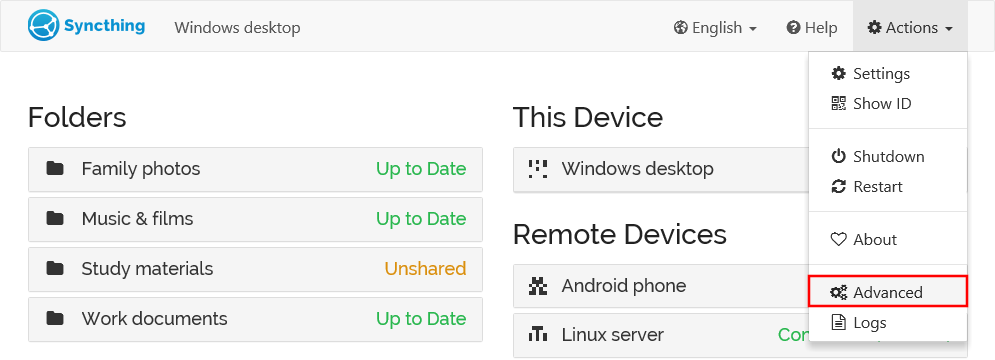 Syncthing
Windows desktop
English
Help
Actions
Settings
Show ID
Shutdown
Restart
About
Advanced
Logs
Folders
Family photos Up to Date
Music & films Up to Date
Study materials Unshared
Work documents Up to Date
This Device
Windows desktop
Remote Devices
Android phone
Linux server